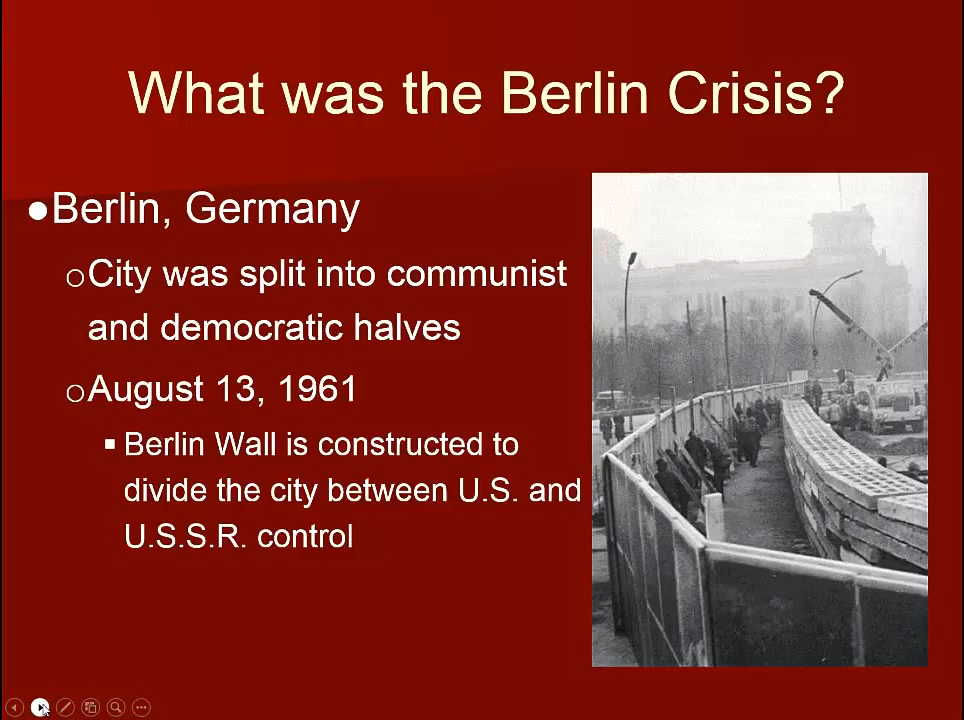 What was the Berlin Crisis?
●Berlin, Germany
○City was split into communist
and democratic halves
○August 13, 1961
▪Berlin Wall is constructed to
divide the city between U.S. and
U.S.S.R. control